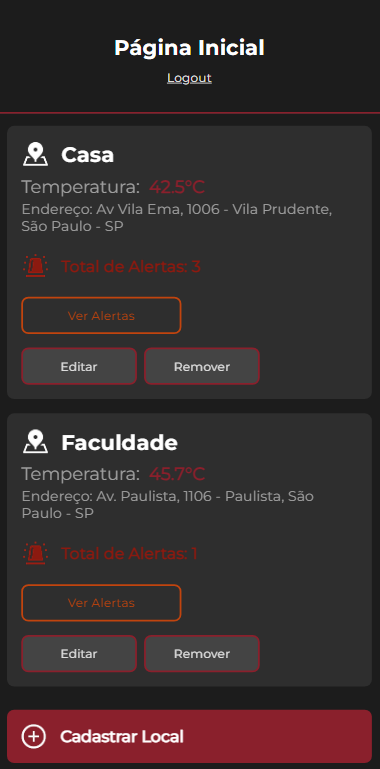 Página Inicial
Logout
Casa
Temperatura: 42.5°C
Endereço: Av Vila Ema, 1006 - Vila Prudente,
São Paulo - SP
Total de Alertas: 3
Ver Alertas
Editar Remover
Faculdade
Temperatura: 45.7°C
Endereço: Av. Paulista, 1106 - Paulista, São
Paulo - SP
Total de Alertas: 1
Ver Alertas
Editar Remover
Cadastrar Local